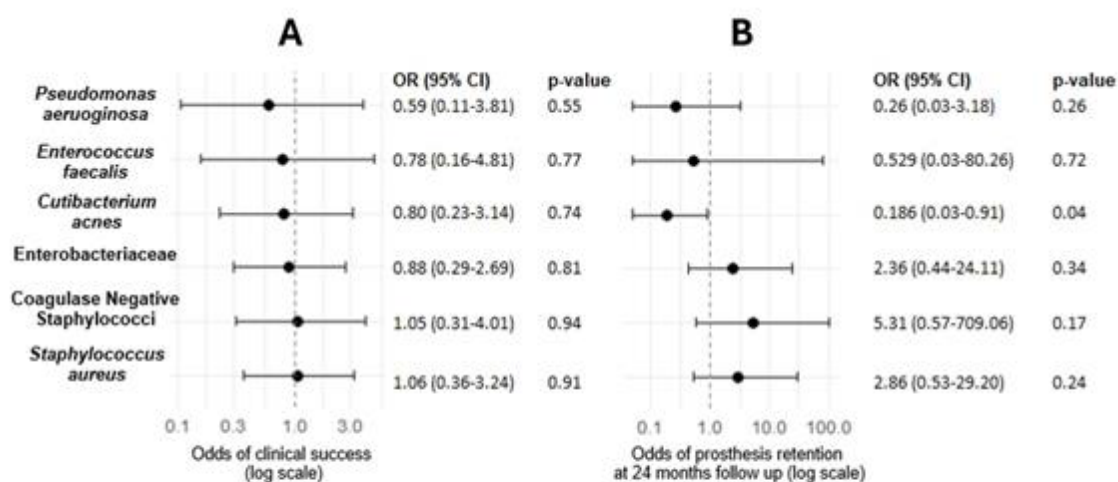 A B
OR (95% CI) p-value OR (95% CI) p-value
Pseudomonas
aeruoginosa
0.59 (0.11-3.81) 0.55 0.26 (0.03-3.18) 0.26
Enterococcus
faecalis
0.78 (0.16-4.81) 0.77 0.529 (0.03-80.26) 0.72
Cutibacterium
acnes
0.80 (0.23-3.14) 0.74 0.186 (0.03-0.91) 0.04
Enterobacteriaceae
0.88 (0.29-2.69) 0.81 2.36 (0.44-24.11) 0.34
Coagulase Negative
Staphylococci
1.05 (0.31-4.01) 0.94 5.31 (0.57-709.06) 0.17
Staphylococcus
aureus
1.06 (0.36-3.24) 0.91 2.86 (0.53-29.20) 0.24
0.1 0.3 1.0 3.0 0.1 1.0 10.0 100.0
Odds of clinical success
(log scale)
Odds of prosthesis retention
at 24 months follow up (log scale)